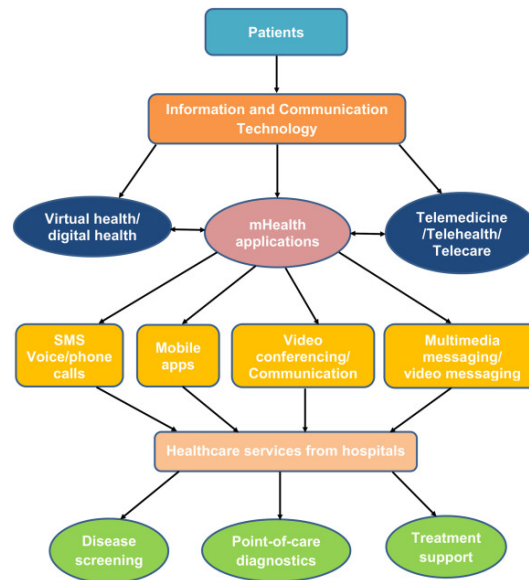 Patients
Information and Communication
Technology
Virtual health/
digital health
mHealth
applications
Telemedicine
/Telehealth/
Telecare
SMS
Voice/phone
calls
Mobile
apps
Video
conferencing/
Communication
Multimedia
messaging/
video messaging
Healthcare services from hospitals
Disease
screening
Point-of-care
diagnostics
Treatment
support